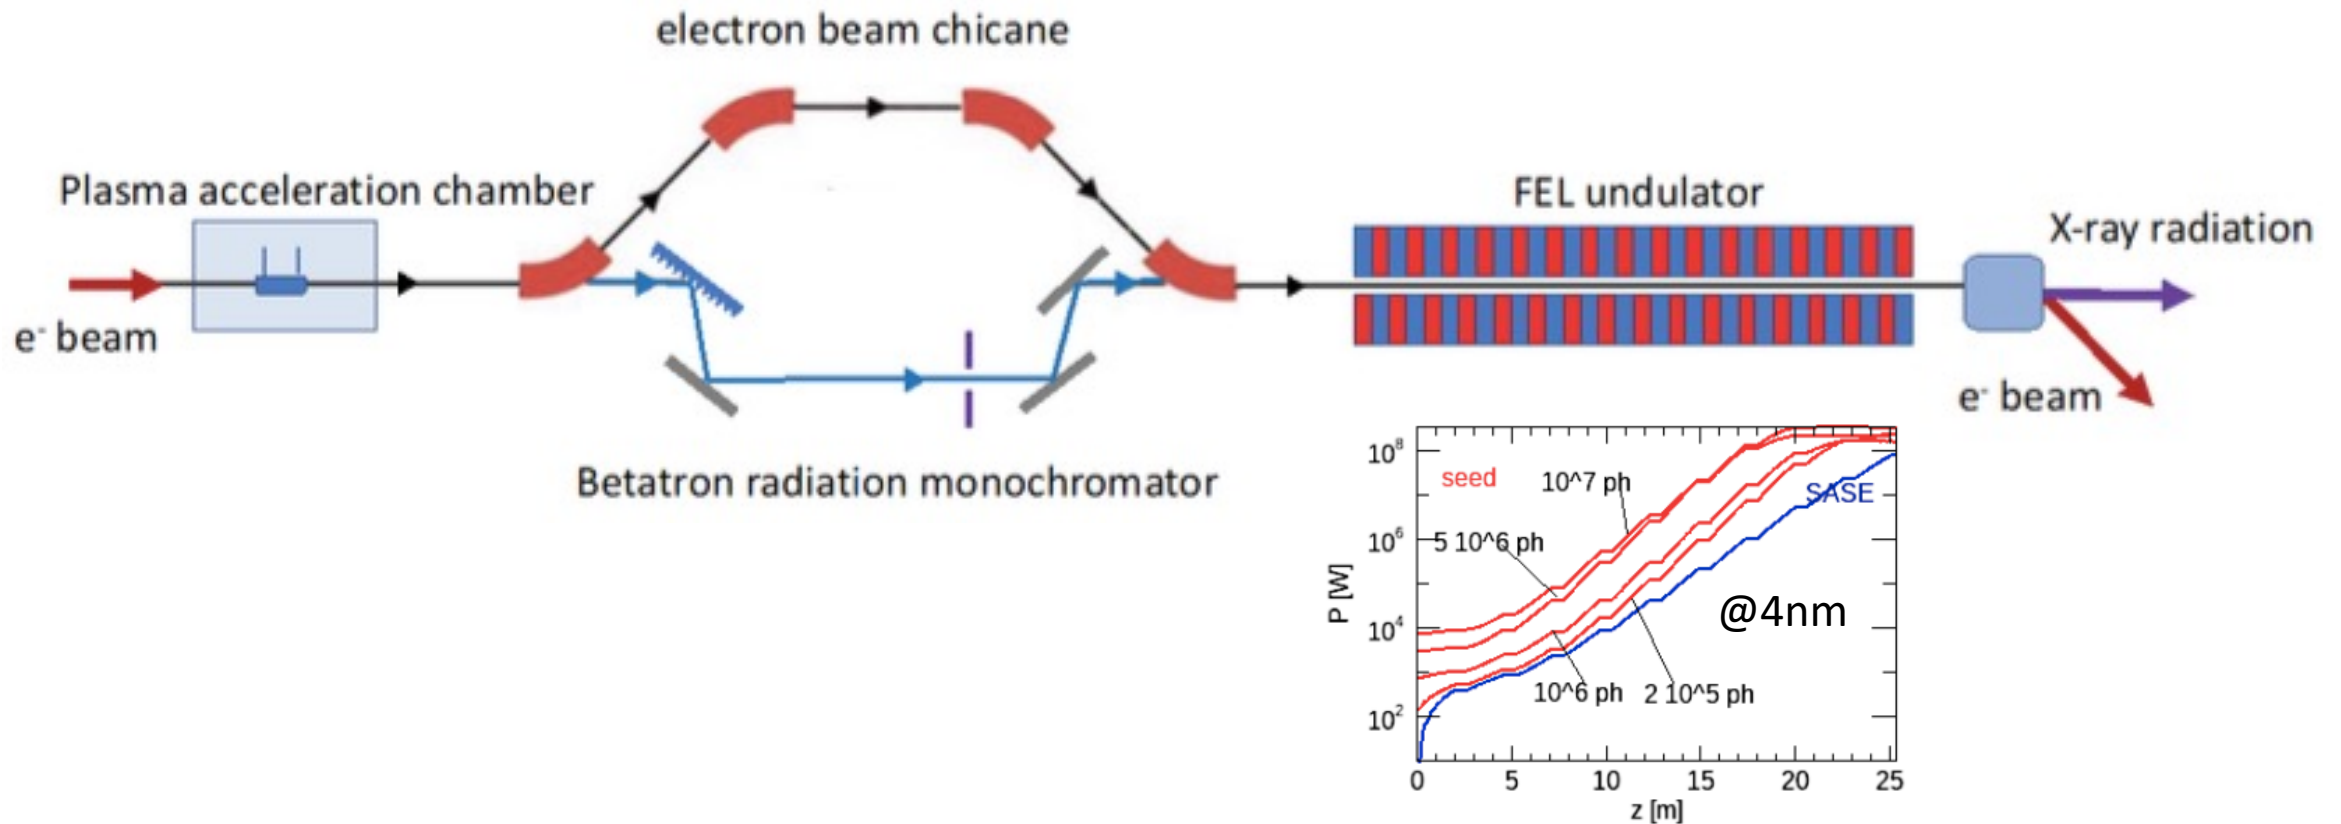 electron beam chicane
Plasma acceleration chamber
FEL undulator
X-ray radiation
e- beam
e- beam
Betatron radiation monochromator
seed
10^7 ph
SASE
5 10^6 ph
@4nm
10^6 ph
2 10^5 ph
P [W]
10^8
10^6
10^4
10^2
0 5 10 15 20 25
z [m]